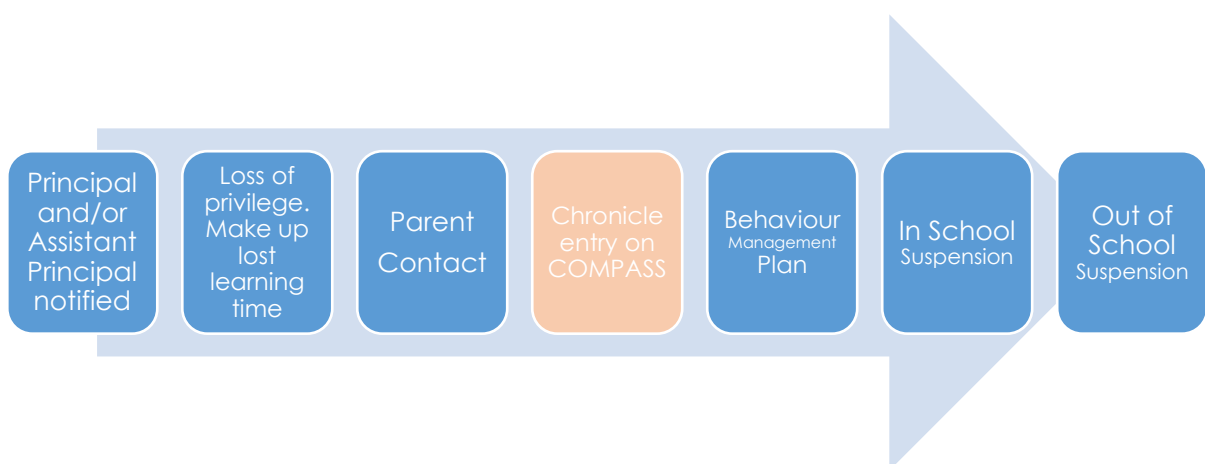 Principal
and/or
Assistant
Principal
notified
Loss of
privilege.
Make up
lost
learning
time
Parent
Contact
Chronicle
entry on
COMPASS
Behaviour
Management
Plan
In School
Suspension
Out of
School
Suspension